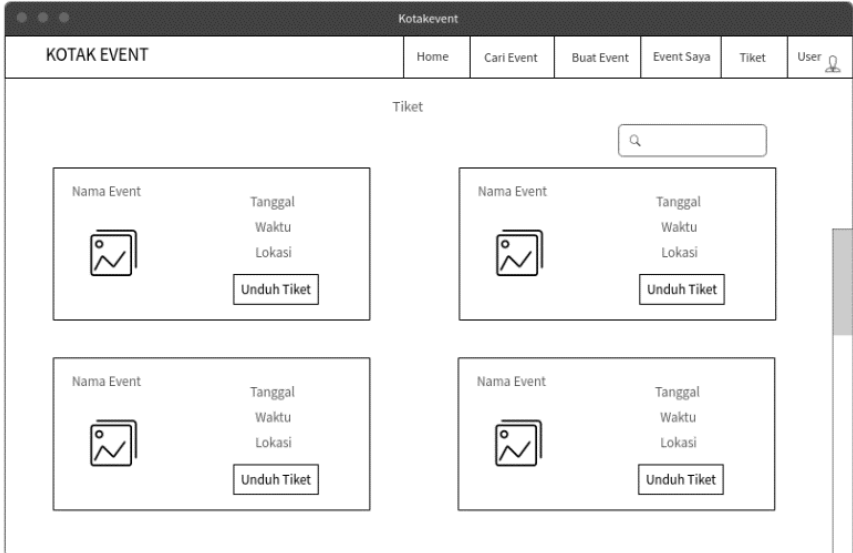 Kotakevent
KOTAK EVENT
Home
Cari Event
Buat Event
Event Saya
Tiket
User
Tiket
Nama Event
Tanggal
Waktu
Lokasi
Unduh Tiket
Nama Event
Tanggal
Waktu
Lokasi
Unduh Tiket
Nama Event
Tanggal
Waktu
Lokasi
Unduh Tiket
Nama Event
Tanggal
Waktu
Lokasi
Unduh Tiket